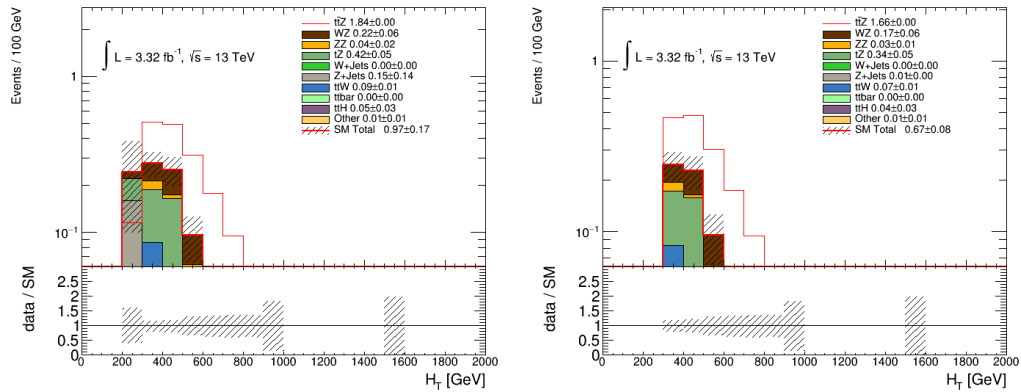 Events / 100 GeV
∫ L = 3.32 fb⁻¹, √s = 13 TeV
tt̄Z 1.84±0.00
WZ 0.22±0.06
ZZ 0.04±0.02
tZ 0.42±0.05
W+Jets 0.00±0.00
Z+Jets 0.15±0.14
ttW 0.09±0.01
ttbar 0.00±0.00
ttH 0.05±0.03
Other 0.01±0.01
SM Total 0.97±0.17
1
10⁻¹
data / SM
2.5
2
1.5
1
0.5
0
0 200 400 600 800 1000 1200 1400 1600 1800 2000
H_T [GeV]
Events / 100 GeV
∫ L = 3.32 fb⁻¹, √s = 13 TeV
tt̄Z 1.66±0.00
WZ 0.17±0.06
ZZ 0.03±0.01
tZ 0.34±0.05
W+Jets 0.00±0.00
Z+Jets 0.01±0.00
ttW 0.07±0.01
ttbar 0.00±0.00
ttH 0.04±0.03
Other 0.01±0.01
SM Total 0.67±0.08
1
10⁻¹
data / SM
2.5
2
1.5
1
0.5
0
0 200 400 600 800 1000 1200 1400 1600 1800 2000
H_T [GeV]